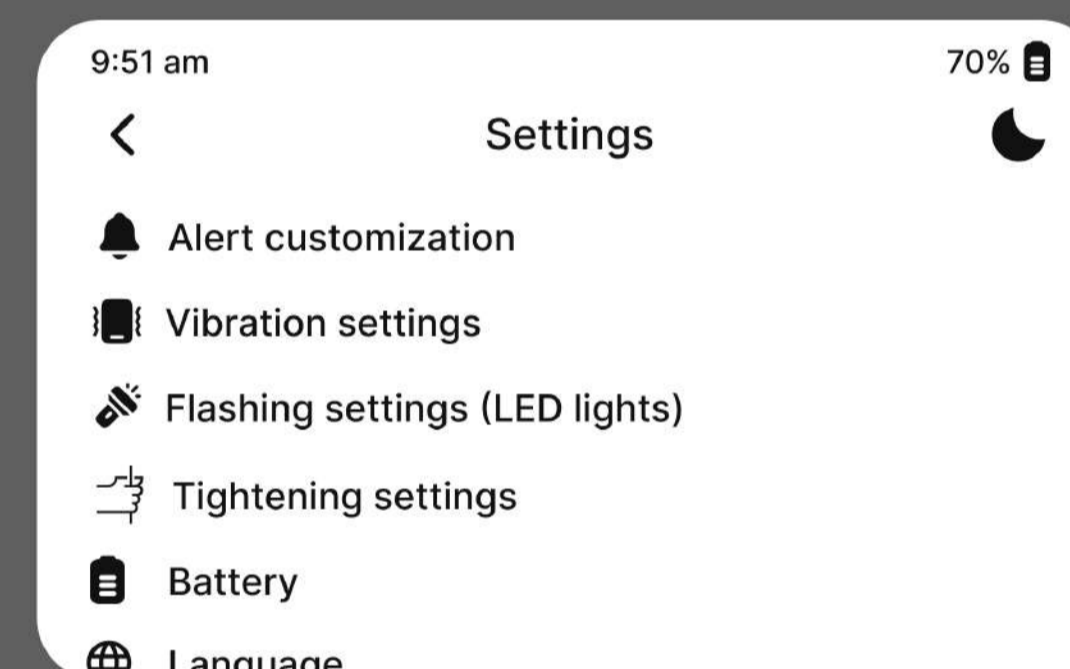 9:51 am 70%
Settings
Alert customization
Vibration settings
Flashing settings (LED lights)
Tightening settings
Battery
Language